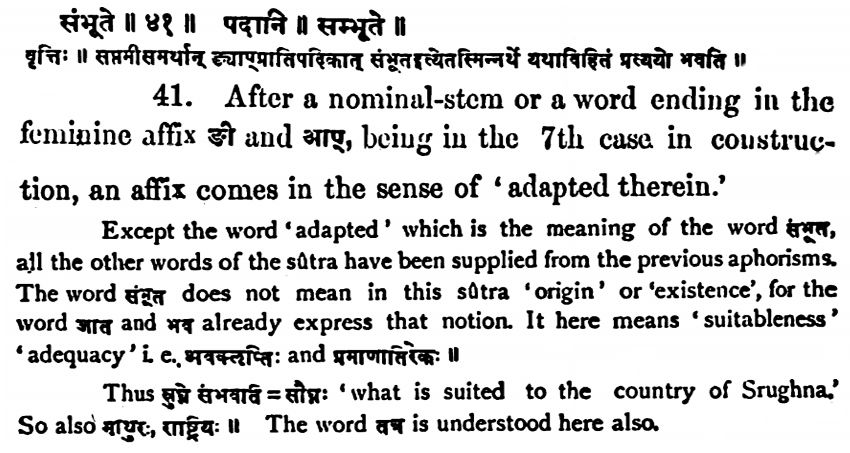 संभूते ॥ ४१ ॥ पदानि ॥ सम्भूते ॥
वृत्तिः ॥ सप्तमीसमर्थान् ङ्याप्प्रातिपदिकात् संभूतइत्येतस्मिन्नर्थे यथाविहितं प्रत्ययो भवति ॥
41. After a nominal-stem or a word ending in the
feminine affix ङी and आप्, being in the 7th case in construc-
tion, an affix comes in the sense of 'adapted therein.'
Except the word 'adapted' which is the meaning of the word संभूत,
all the other words of the sûtra have been supplied from the previous aphorisms.
The word संभूत does not mean in this sûtra 'origin' or 'existence', for the
word जात and भव already express that notion. It here means 'suitableness'
'adequacy' i. e. अवक्लृप्तिः and प्रमाणातिरेकः ॥
Thus स्रुघ्ने संभवति = स्रौघ्नः 'what is suited to the country of Srughna.'
So also माथुरः, राष्ट्रियः ॥ The word तत्र is understood here also.